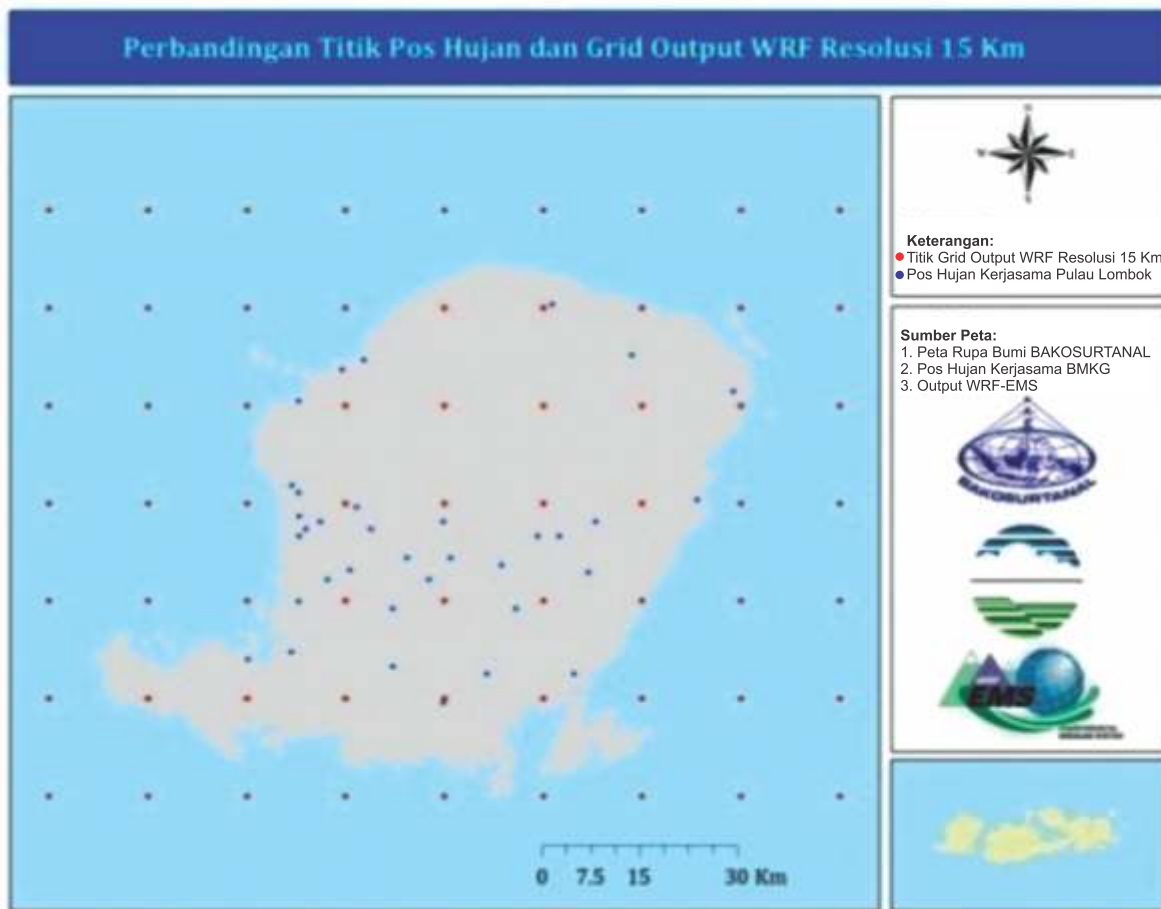 Perbandingan Titik Pos Hujan dan Grid Output WRF Resolusi 15 Km
Keterangan:
Titik Grid Output WRF Resolusi 15 Km
Pos Hujan Kerjasama Pulau Lombok
Sumber Peta:
1. Peta Rupa Bumi BAKOSURTANAL
2. Pos Hujan Kerjasama BMKG
3. Output WRF-EMS
BAKOSURTANAL
EMS
0 7.5 15 30 Km